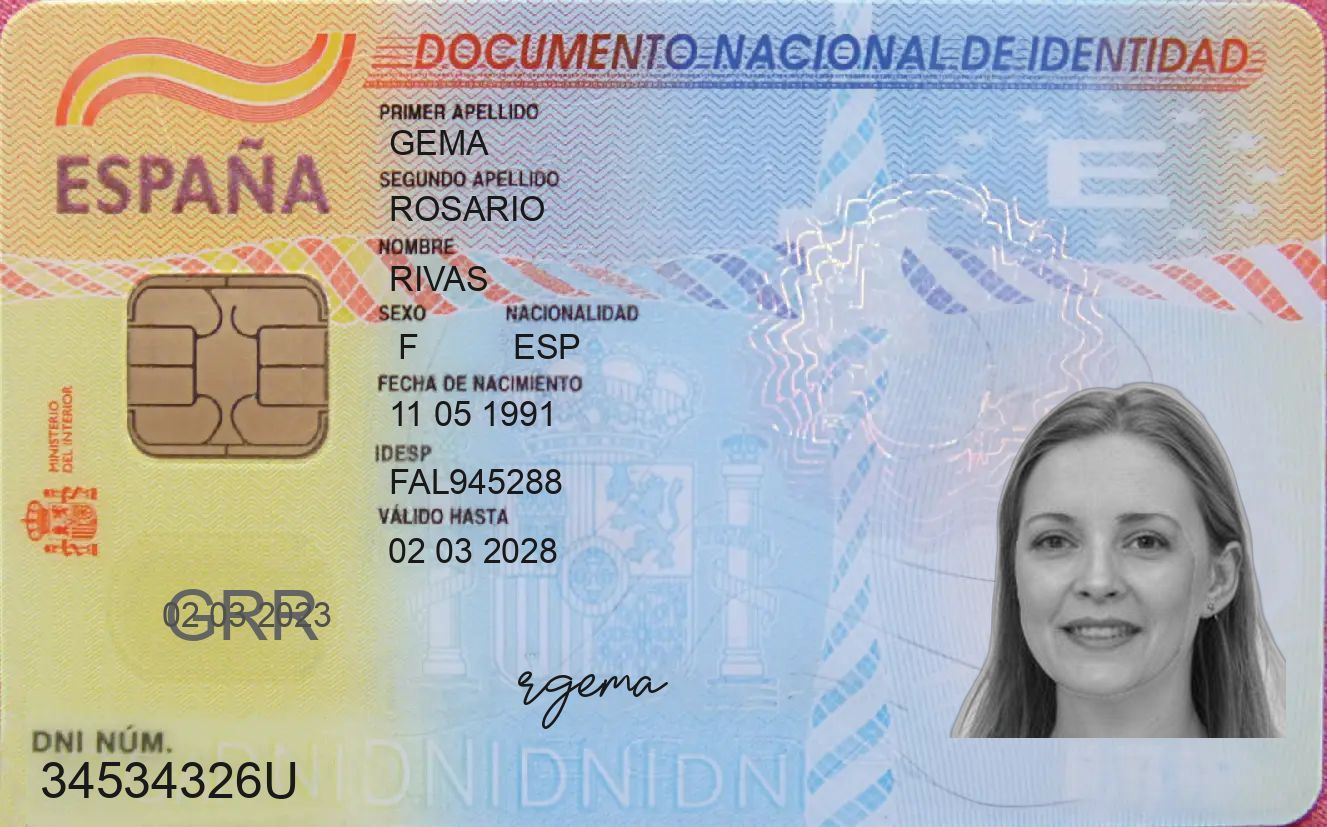 DOCUMENTO NACIONAL DE IDENTIDAD
ESPAÑA
PRIMER APELLIDO
GEMA
SEGUNDO APELLIDO
ROSARIO
NOMBRE
RIVAS
SEXO NACIONALIDAD
F ESP
FECHA DE NACIMIENTO
11 05 1991
IDESP
FAL945288
VÁLIDO HASTA
02 03 2028
MINISTERIO
DEL INTERIOR
E
02 03 2023
GRR
rgema
DNI NÚM.
34534326U
DNIDNIDNIDNI